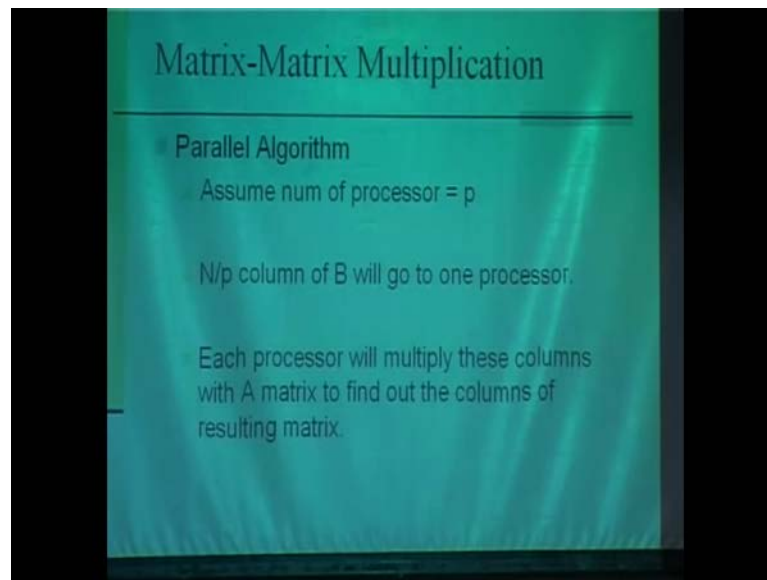 Matrix-Matrix Multiplication
Parallel Algorithm
Assume num of processor = p
N/p column of B will go to one processor.
Each processor will multiply these columns
with A matrix to find out the columns of
resulting matrix.